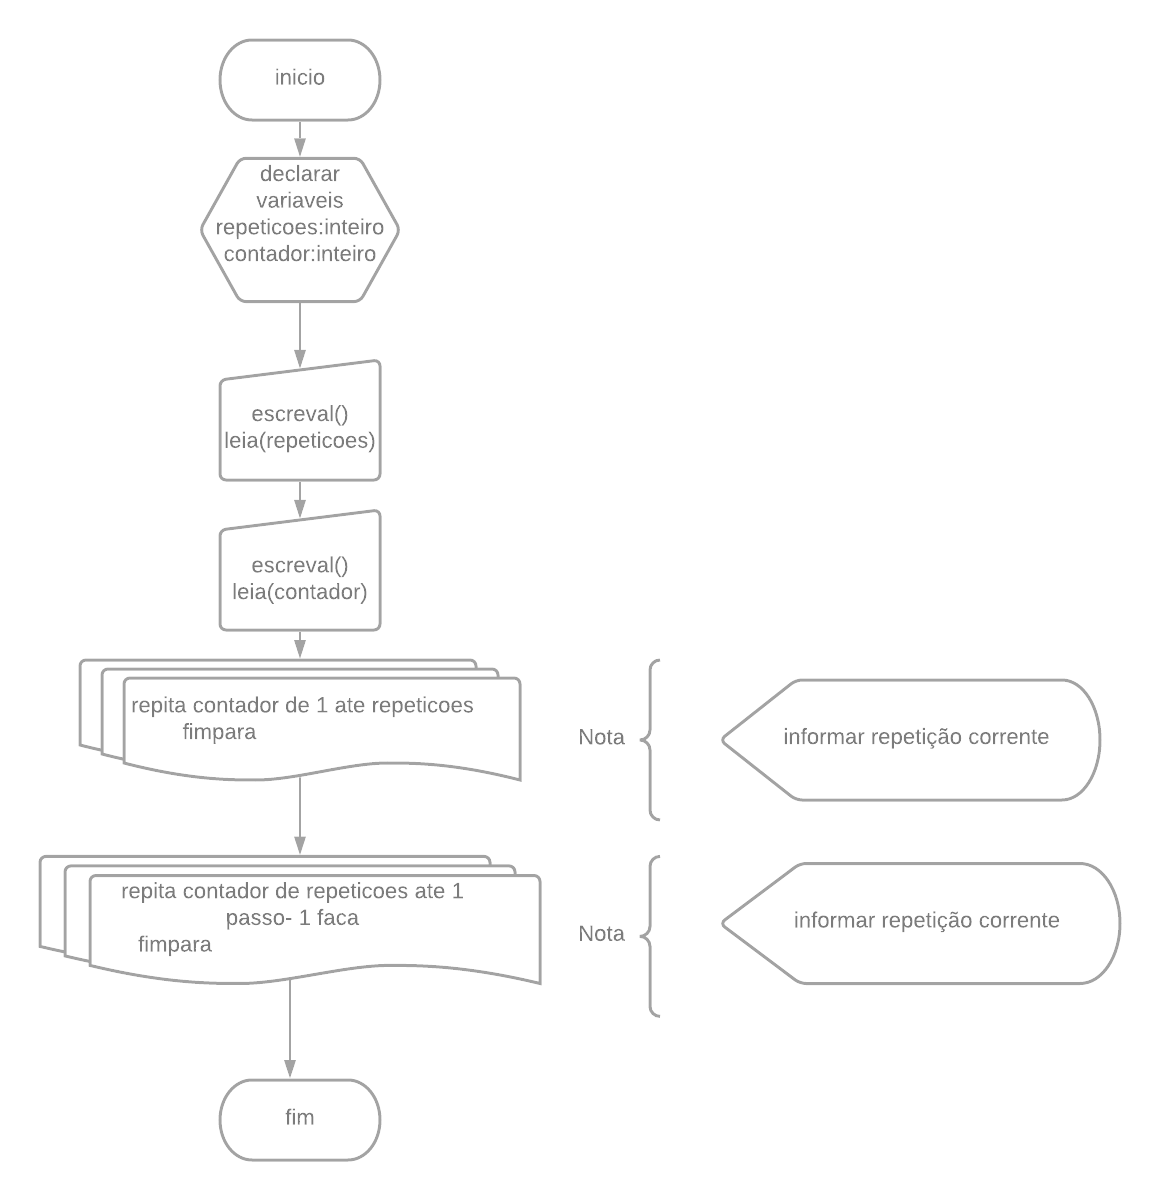 inicio
declarar
variaveis
repeticoes:inteiro
contador:inteiro
escreval()
leia(repeticoes)
escreval()
leia(contador)
repita contador de 1 ate repeticoes
fimpara
Nota
informar repetição corrente
repita contador de repeticoes ate 1
passo- 1 faca
fimpara
Nota
informar repetição corrente
fim